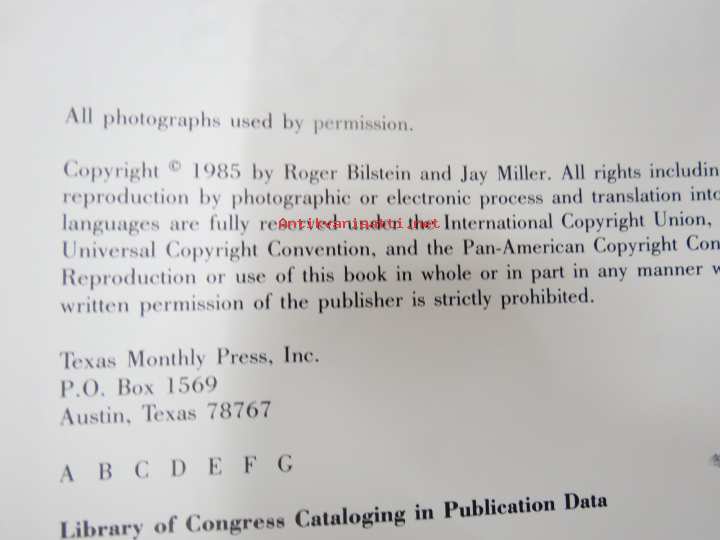 All photographs used by permission.
Copyright © 1985 by Roger Bilstein and Jay Miller. All rights includin
reproduction by photographic or electronic process and translation into
languages are fully reserved under the International Copyright Union,
Universal Copyright Convention, and the Pan-American Copyright Con
Reproduction or use of this book in whole or in part in any manner w
written permission of the publisher is strictly prohibited.
Texas Monthly Press, Inc.
P.O. Box 1569
Austin, Texas 78767
A B C D E F G
Library of Congress Cataloging in Publication Data